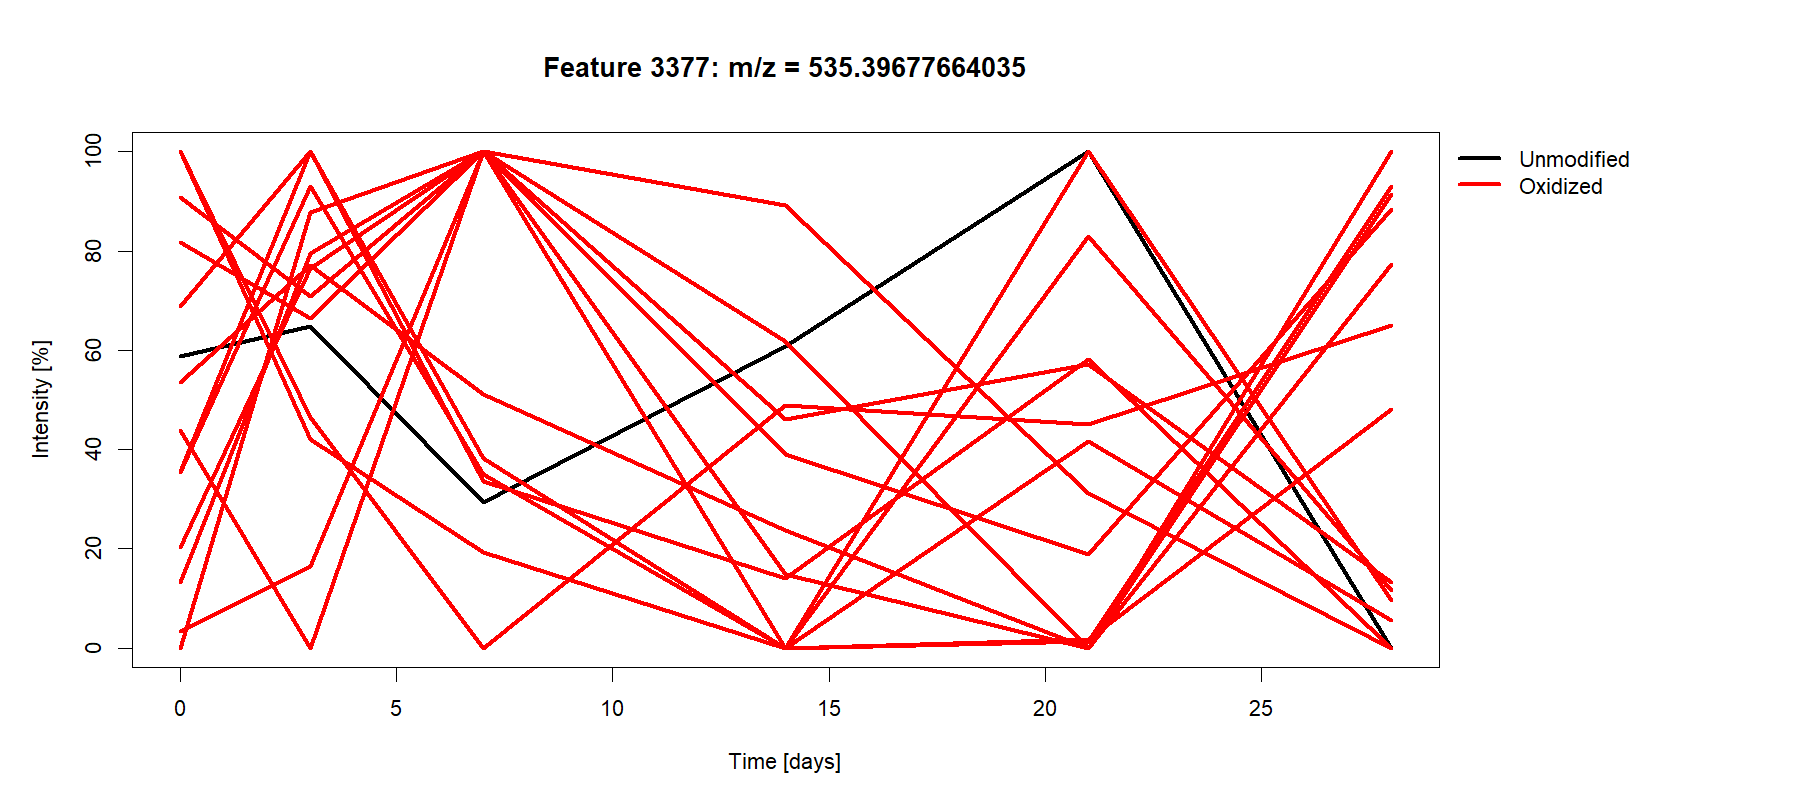 Feature 3377: m/z = 535.39677664035
Unmodified
Oxidized
Intensity [%]
100
80
60
40
20
0
0 5 10 15 20 25
Time [days]